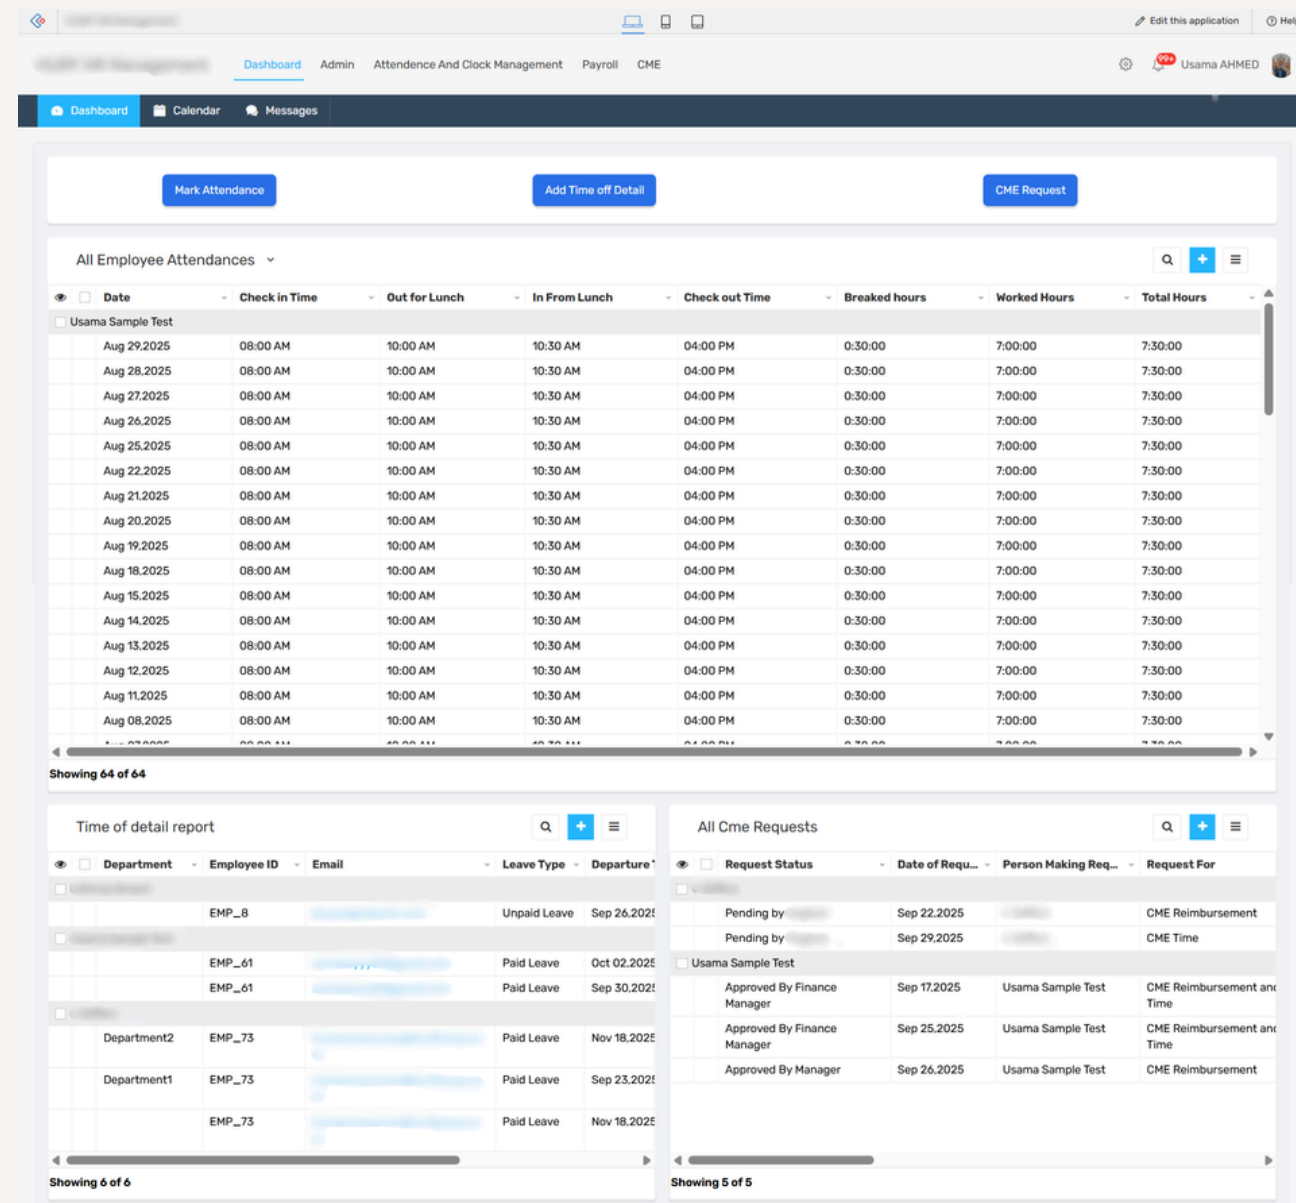 Edit this application Help
Dashboard Admin Attendence And Clock Management Payroll CME 99+ Usama AHMED
Dashboard Calendar Messages
Mark Attendance Add Time off Detail CME Request
All Employee Attendances
Date Check in Time Out for Lunch In From Lunch Check out Time Breaked hours Worked Hours Total Hours
Usama Sample Test
Aug 29,2025 08:00 AM 10:00 AM 10:30 AM 04:00 PM 0:30:00 7:00:00 7:30:00
Aug 28,2025 08:00 AM 10:00 AM 10:30 AM 04:00 PM 0:30:00 7:00:00 7:30:00
Aug 27,2025 08:00 AM 10:00 AM 10:30 AM 04:00 PM 0:30:00 7:00:00 7:30:00
Aug 26,2025 08:00 AM 10:00 AM 10:30 AM 04:00 PM 0:30:00 7:00:00 7:30:00
Aug 25,2025 08:00 AM 10:00 AM 10:30 AM 04:00 PM 0:30:00 7:00:00 7:30:00
Aug 22,2025 08:00 AM 10:00 AM 10:30 AM 04:00 PM 0:30:00 7:00:00 7:30:00
Aug 21,2025 08:00 AM 10:00 AM 10:30 AM 04:00 PM 0:30:00 7:00:00 7:30:00
Aug 20,2025 08:00 AM 10:00 AM 10:30 AM 04:00 PM 0:30:00 7:00:00 7:30:00
Aug 19,2025 08:00 AM 10:00 AM 10:30 AM 04:00 PM 0:30:00 7:00:00 7:30:00
Aug 18,2025 08:00 AM 10:00 AM 10:30 AM 04:00 PM 0:30:00 7:00:00 7:30:00
Aug 15,2025 08:00 AM 10:00 AM 10:30 AM 04:00 PM 0:30:00 7:00:00 7:30:00
Aug 14,2025 08:00 AM 10:00 AM 10:30 AM 04:00 PM 0:30:00 7:00:00 7:30:00
Aug 13,2025 08:00 AM 10:00 AM 10:30 AM 04:00 PM 0:30:00 7:00:00 7:30:00
Aug 12,2025 08:00 AM 10:00 AM 10:30 AM 04:00 PM 0:30:00 7:00:00 7:30:00
Aug 11,2025 08:00 AM 10:00 AM 10:30 AM 04:00 PM 0:30:00 7:00:00 7:30:00
Aug 08,2025 08:00 AM 10:00 AM 10:30 AM 04:00 PM 0:30:00 7:00:00 7:30:00
Showing 64 of 64
Time of detail report
Department Employee ID Email Leave Type Departure
EMP_8 Unpaid Leave Sep 26,2025
EMP_61 Paid Leave Oct 02,2025
EMP_61 Paid Leave Sep 30,2025
Department2 EMP_73 Paid Leave Nov 18,2025
Department1 EMP_73 Paid Leave Sep 23,2025
EMP_73 Paid Leave Nov 18,2025
Showing 6 of 6
All Cme Requests
Request Status Date of Requ... Person Making Req... Request For
Pending by Sep 22,2025 CME Reimbursement
Pending by Sep 29,2025 CME Time
Usama Sample Test
Approved By Finance Sep 17,2025 Usama Sample Test CME Reimbursement and
Manager Time
Approved By Finance Sep 25,2025 Usama Sample Test CME Reimbursement and
Manager Time
Approved By Manager Sep 26,2025 Usama Sample Test CME Reimbursement
Showing 5 of 5